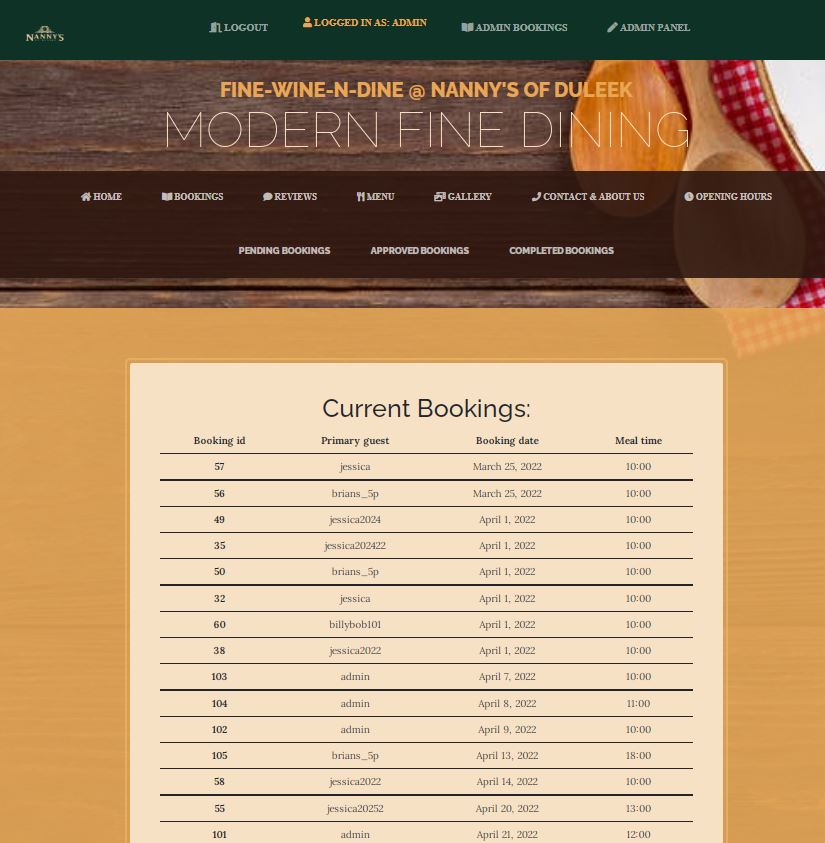 NANNY'S
LOGOUT LOGGED IN AS: ADMIN ADMIN BOOKINGS ADMIN PANEL
FINE-WINE-N-DINE @ NANNY'S OF DULEEK
MODERN FINE DINING
HOME BOOKINGS REVIEWS MENU GALLERY CONTACT & ABOUT US OPENING HOURS
PENDING BOOKINGS APPROVED BOOKINGS COMPLETED BOOKINGS
Current Bookings:
Booking id Primary guest Booking date Meal time
57 jessica March 25, 2022 10:00
56 brians_5p March 25, 2022 10:00
49 jessica2024 April 1, 2022 10:00
35 jessica202422 April 1, 2022 10:00
50 brians_5p April 1, 2022 10:00
32 jessica April 1, 2022 10:00
60 billybob101 April 1, 2022 10:00
38 jessica2022 April 1, 2022 10:00
103 admin April 7, 2022 10:00
104 admin April 8, 2022 11:00
102 admin April 9, 2022 10:00
105 brians_5p April 13, 2022 18:00
58 jessica2022 April 14, 2022 10:00
55 jessica20252 April 20, 2022 13:00
101 admin April 21, 2022 12:00